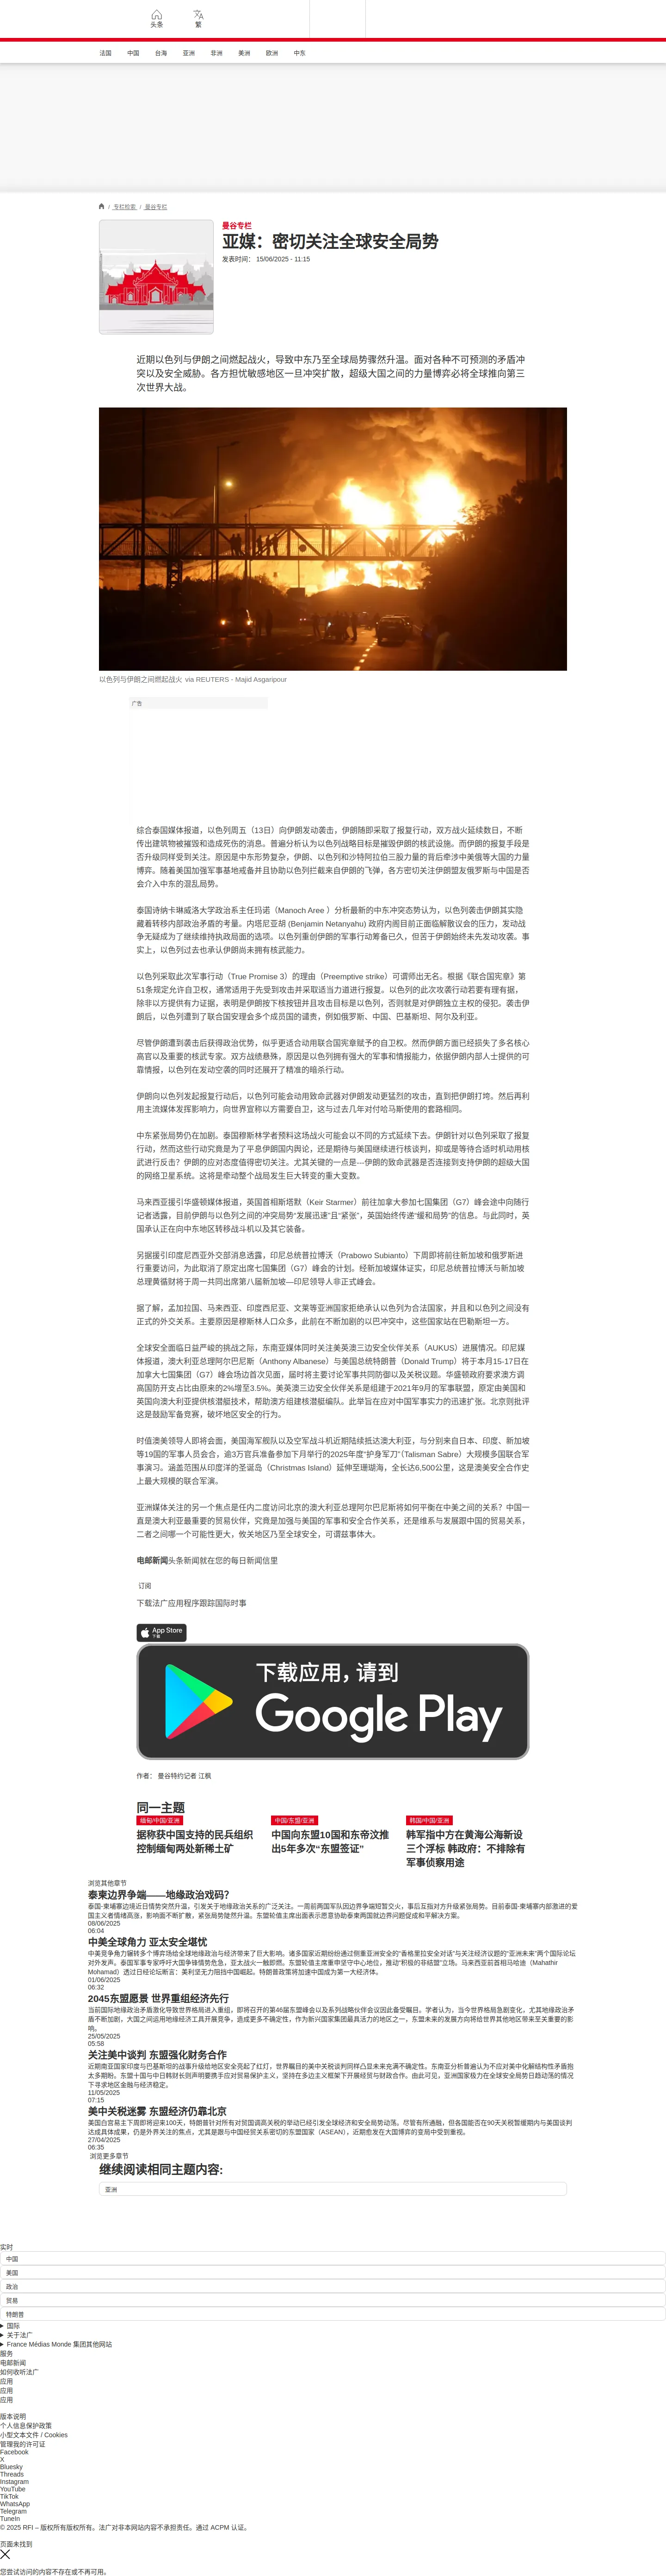 头条
繁
法国 中国 台海 亚洲 非洲 美洲 欧洲 中东
/ 专栏检索 / 曼谷专栏
曼谷专栏
亚媒：密切关注全球安全局势
发表时间： 15/06/2025 - 11:15
近期以色列与伊朗之间燃起战火，导致中东乃至全球局势骤然升温。面对各种不可预测的矛盾冲
突以及安全威胁。各方担忧敏感地区一旦冲突扩散，超级大国之间的力量博弈必将全球推向第三
次世界大战。
以色列与伊朗之间燃起战火 via REUTERS - Majid Asgaripour
广告
综合泰国媒体报道，以色列周五（13日）向伊朗发动袭击，伊朗随即采取了报复行动，双方战火延续数日，不断
传出建筑物被摧毁和造成死伤的消息。普遍分析认为以色列战略目标是摧毁伊朗的核武设施。而伊朗的报复手段是
否升级同样受到关注。原因是中东形势复杂，伊朗、以色列和沙特阿拉伯三股力量的背后牵涉中美俄等大国的力量
博弈。随着美国加强军事基地戒备并且协助以色列拦截来自伊朗的飞弹，各方密切关注伊朗盟友俄罗斯与中国是否
会介入中东的混乱局势。
泰国诗纳卡琳威洛大学政治系主任玛诺（Manoch Aree ）分析最新的中东冲突态势认为，以色列袭击伊朗其实隐
藏着转移内部政治矛盾的考量。内塔尼亚胡 (Benjamin Netanyahu) 政府内阁目前正面临解散议会的压力，发动战
争无疑成为了继续维持执政局面的选项。以色列重创伊朗的军事行动筹备已久，但苦于伊朗始终未先发动攻袭。事
实上，以色列过去也承认伊朗尚未拥有核武能力。
以色列采取此次军事行动（True Promise 3）的理由（Preemptive strike）可谓师出无名。根据《联合国宪章》第
51条规定允许自卫权，通常适用于先受到攻击并采取适当力道进行报复。以色列的此次攻袭行动若要有理有据，
除非以方提供有力证据，表明是伊朗按下核按钮并且攻击目标是以色列，否则就是对伊朗独立主权的侵犯。袭击伊
朗后，以色列遭到了联合国安理会多个成员国的谴责，例如俄罗斯、中国、巴基斯坦、阿尔及利亚。
尽管伊朗遭到袭击后获得政治优势，似乎更适合动用联合国宪章赋予的自卫权。然而伊朗方面已经损失了多名核心
高官以及重要的核武专家。双方战绩悬殊，原因是以色列拥有强大的军事和情报能力，依据伊朗内部人士提供的可
靠情报，以色列在发动空袭的同时还展开了精准的暗杀行动。
伊朗向以色列发起报复行动后，以色列可能会动用致命武器对伊朗发动更猛烈的攻击，直到把伊朗打垮。然后再利
用主流媒体发挥影响力，向世界宣称以方需要自卫，这与过去几年对付哈马斯使用的套路相同。
中东紧张局势仍在加剧。泰国穆斯林学者预料这场战火可能会以不同的方式延续下去。伊朗针对以色列采取了报复
行动，然而这些行动究竟是为了平息伊朗国内舆论，还是期待与美国继续进行核谈判，抑或是等待合适时机动用核
武进行反击？伊朗的应对态度值得密切关注。尤其关键的一点是---伊朗的致命武器是否连接到支持伊朗的超级大国
的网络卫星系统。这将是牵动整个战局发生巨大转变的重大变数。
马来西亚援引华盛顿媒体报道，英国首相斯塔默（Keir Starmer）前往加拿大参加七国集团（G7）峰会途中向随行
记者透露，目前伊朗与以色列之间的冲突局势“发展迅速”且“紧张”，英国始终传递“缓和局势”的信息。与此同时，英
国承认正在向中东地区转移战斗机以及其它装备。
另据援引印度尼西亚外交部消息透露，印尼总统普拉博沃（Prabowo Subianto）下周即将前往新加坡和俄罗斯进
行重要访问，为此取消了原定出席七国集团（G7）峰会的计划。经新加坡媒体证实，印尼总统普拉博沃与新加坡
总理黄循财将于周一共同出席第八届新加坡—印尼领导人非正式峰会。
据了解，孟加拉国、马来西亚、印度西尼亚、文莱等亚洲国家拒绝承认以色列为合法国家，并且和以色列之间没有
正式的外交关系。主要原因是穆斯林人口众多，此前在不断加剧的以巴冲突中，这些国家站在巴勒斯坦一方。
全球安全面临日益严峻的挑战之际，东南亚媒体同时关注美英澳三边安全伙伴关系（AUKUS）进展情况。印尼媒
体报道，澳大利亚总理阿尔巴尼斯（Anthony Albanese）与美国总统特朗普（Donald Trump）将于本月15-17日在
加拿大七国集团（G7）峰会场边首次见面，届时将主要讨论军事共同防御以及关税议题。华盛顿政府要求澳方调
高国防开支占比由原来的2%增至3.5%。美英澳三边安全伙伴关系是组建于2021年9月的军事联盟，原定由美国和
英国向澳大利亚提供核潜艇技术，帮助澳方组建核潜艇编队。此举旨在应对中国军事实力的迅速扩张。北京则批评
这是鼓励军备竞赛，破坏地区安全的行为。
时值澳美领导人即将会面，美国海军舰队以及空军战斗机近期陆续抵达澳大利亚，与分别来自日本、印度、新加坡
等19国的军事人员会合，逾3万官兵准备参加下月举行的2025年度“护身军刀”（Talisman Sabre）大规模多国联合军
事演习。涵盖范围从印度洋的圣诞岛（Christmas Island）延伸至珊瑚海，全长达6,500公里，这是澳美安全合作史
上最大规模的联合军演。
亚洲媒体关注的另一个焦点是任内二度访问北京的澳大利亚总理阿尔巴尼斯将如何平衡在中美之间的关系？中国一
直是澳大利亚最重要的贸易伙伴，究竟是加强与美国的军事和安全合作关系，还是维系与发展跟中国的贸易关系，
二者之间哪一个可能性更大，攸关地区乃至全球安全，可谓兹事体大。
电邮新闻头条新闻就在您的每日新闻信里
订阅
下载法广应用程序跟踪国际时事
App Store
下载
下载应用，请到
Google Play
作者： 曼谷特约记者 江枫
同一主题
缅甸/中国/亚洲
据称获中国支持的民兵组织
控制缅甸两处新稀土矿
中国/东盟/亚洲
中国向东盟10国和东帝汶推
出5年多次“东盟签证”
韩国/中国/亚洲
韩军指中方在黄海公海新设
三个浮标 韩政府：不排除有
军事侦察用途
浏览其他章节
泰柬边界争端——地缘政治戏码？
泰国-柬埔寨边境近日情势突然升温，引发关于地缘政治关系的广泛关注。一周前两国军队因边界争端短暂交火，事后互指对方升级紧张局势。目前泰国-柬埔寨内部激进的爱
国主义者情绪高涨，影响面不断扩散，紧张局势陡然升温。东盟轮值主席出面表示愿意协助泰柬两国就边界问题促成和平解决方案。
08/06/2025
06:04
中美全球角力 亚太安全堪忧
中美竞争角力辗转多个博弈场给全球地缘政治与经济带来了巨大影响。诸多国家近期纷纷通过侧重亚洲安全的“香格里拉安全对话”与关注经济议题的“亚洲未来”两个国际论坛
对外发声。泰国军事专家呼吁大国争锋情势危急，亚太战火一触即燃。东盟轮值主席重申坚守中心地位，推动“积极的非结盟”立场。马来西亚前首相马哈迪（Mahathir
Mohamad）透过日经论坛断言：美利坚无力阻挡中国崛起。特朗普政策将加速中国成为第一大经济体。
01/06/2025
06:32
2045东盟愿景 世界重组经济先行
当前国际地缘政治矛盾激化导致世界格局进入重组，即将召开的第46届东盟峰会以及系列战略伙伴会议因此备受瞩目。学者认为，当今世界格局急剧变化，尤其地缘政治矛
盾不断加剧，大国之间运用地缘经济工具开展竞争，造成更多不确定性，作为新兴国家集团最具活力的地区之一，东盟未来的发展方向将给世界其他地区带来至关重要的影
响。
25/05/2025
05:58
关注美中谈判 东盟强化财务合作
近期南亚国家印度与巴基斯坦的战事升级给地区安全亮起了红灯，世界瞩目的美中关税谈判同样凸显未来充满不确定性。东南亚分析普遍认为不应对美中化解结构性矛盾抱
太多期盼。东盟十国与中日韩财长则声明要携手应对贸易保护主义，坚持在多边主义框架下开展经贸与财政合作。由此可见，亚洲国家极力在全球安全局势日趋动荡的情况
下寻求地区金融与经济稳定。
11/05/2025
07:15
美中关税迷雾 东盟经济仍靠北京
美国白宫易主下周即将迎来100天，特朗普针对所有对贸国调高关税的举动已经引发全球经济和安全局势动荡。尽管有所通融，但各国能否在90天关税暂缓期内与美国谈判
达成具体成果，仍是外界关注的焦点，尤其是跟与中国经贸关系密切的东盟国家（ASEAN），近期愈发在大国博弈的变局中受到重视。
27/04/2025
06:35
浏览更多章节
继续阅读相同主题内容:
亚洲
实时
中国
美国
政治
贸易
特朗普
国际
关于法广
France Médias Monde 集团其他网站
服务
电邮新闻
如何收听法广
应用
应用
应用
版本说明
个人信息保护政策
小型文本文件 / Cookies
管理我的许可证
Facebook
X
Bluesky
Threads
Instagram
YouTube
TikTok
WhatsApp
Telegram
TuneIn
© 2025 RFI – 版权所有版权所有。法广对非本网站内容不承担责任。通过 ACPM 认证。
页面未找到
您尝试访问的内容不存在或不再可用。